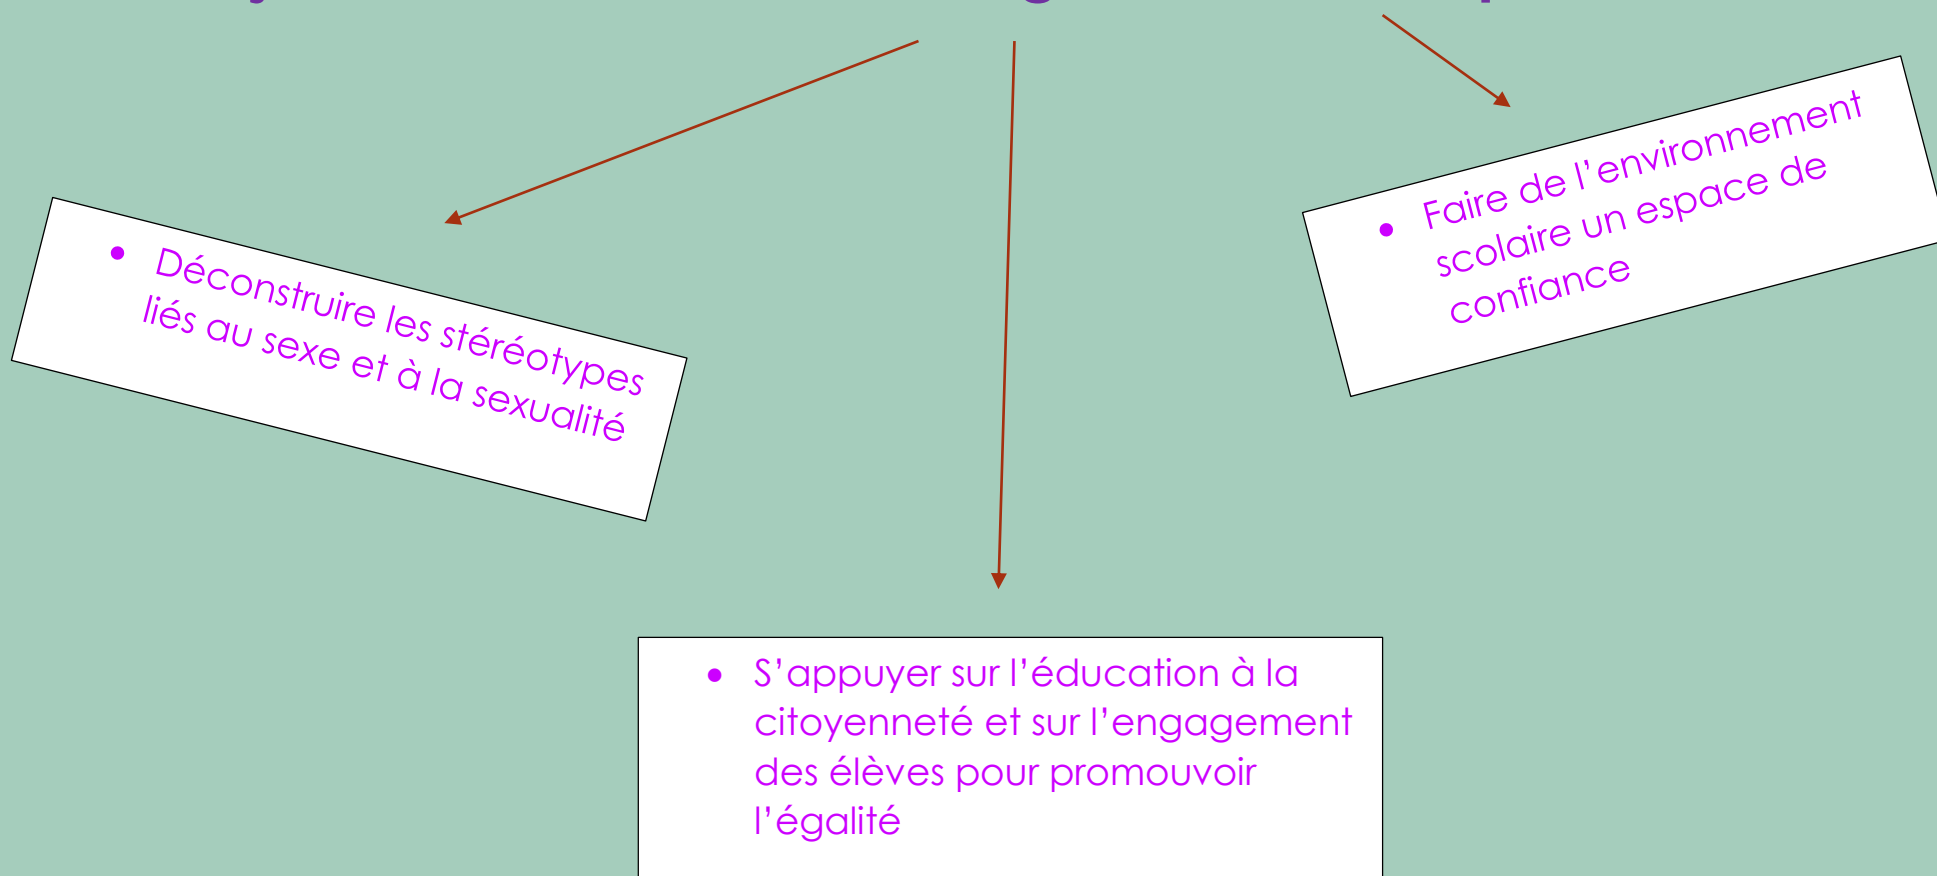 • Déconstruire les stéréotypes
liés au sexe et à la sexualité
• Faire de l’environnement
scolaire un espace de
confiance
• S’appuyer sur l’éducation à la
citoyenneté et sur l’engagement
des élèves pour promouvoir
l’égalité